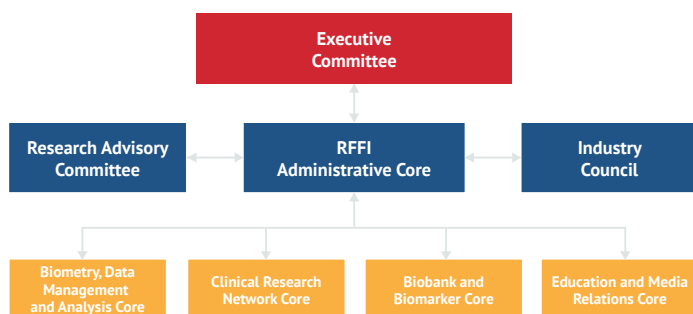 Executive
Committee
Research Advisory
Committee
RFFI
Administrative Core
Industry
Council
Biometry, Data
Management
and Analysis Core
Clinical Research
Network Core
Biobank and
Biomarker Core
Education and Media
Relations Core